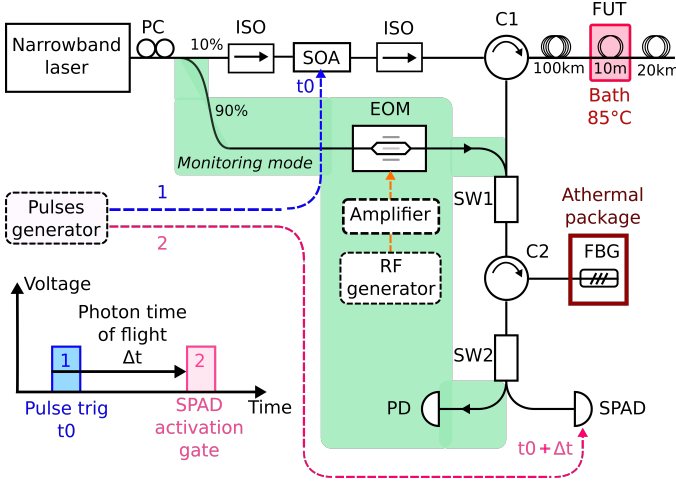 Narrowband
laser
PC
10%
90%
ISO
SOA
ISO
C1
FUT
100km
10m
20km
Bath
85°C
t0
EOM
Monitoring mode
1
2
Pulses
generator
Amplifier
RF
generator
SW1
Athermal
package
C2
FBG
Voltage
Photon time
of flight
Δt
1
2
Time
Pulse trig
t0
SPAD
activation
gate
SW2
PD
SPAD
t0+Δt